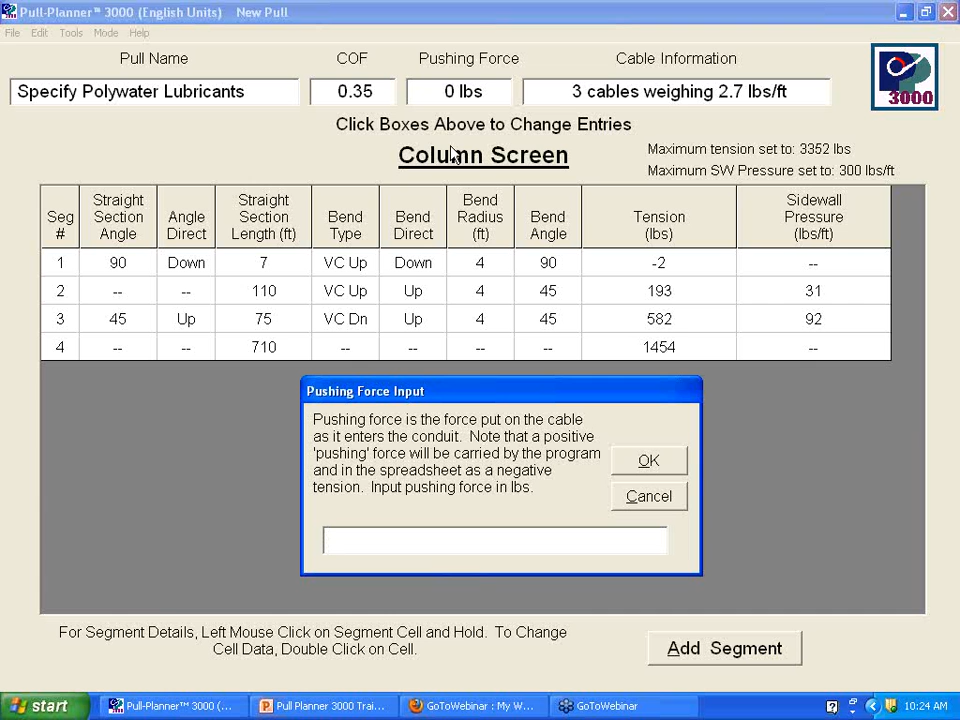 Pull-Planner™ 3000 (English Units)    New Pull
File Edit Tools Mode Help
Pull Name COF Pushing Force Cable Information
Specify Polywater Lubricants 0.35 0 lbs 3 cables weighing 2.7 lbs/ft
3000
Click Boxes Above to Change Entries
Column Screen
Maximum tension set to: 3352 lbs
Maximum SW Pressure set to: 300 lbs/ft
Seg # Straight Section Angle Angle Direct Straight Section Length (ft) Bend Type Bend Direct Bend Radius (ft) Bend Angle Tension (lbs) Sidewall Pressure (lbs/ft)
1 90 Down 7 VC Up Down 4 90 -2 --
2 -- -- 110 VC Up Up 4 45 193 31
3 45 Up 75 VC Dn Up 4 45 582 92
4 -- -- 710 -- -- -- -- 1454 --
Pushing Force Input
Pushing force is the force put on the cable
as it enters the conduit. Note that a positive
'pushing' force will be carried by the program
and in the spreadsheet as a negative
tension. Input pushing force in lbs.
OK
Cancel
For Segment Details, Left Mouse Click on Segment Cell and Hold. To Change
Cell Data, Double Click on Cell.
Add Segment
start Pull-Planner™ 3000 (... Pull Planner 3000 Trai... GoToWebinar : My W... GoToWebinar 10:24 AM